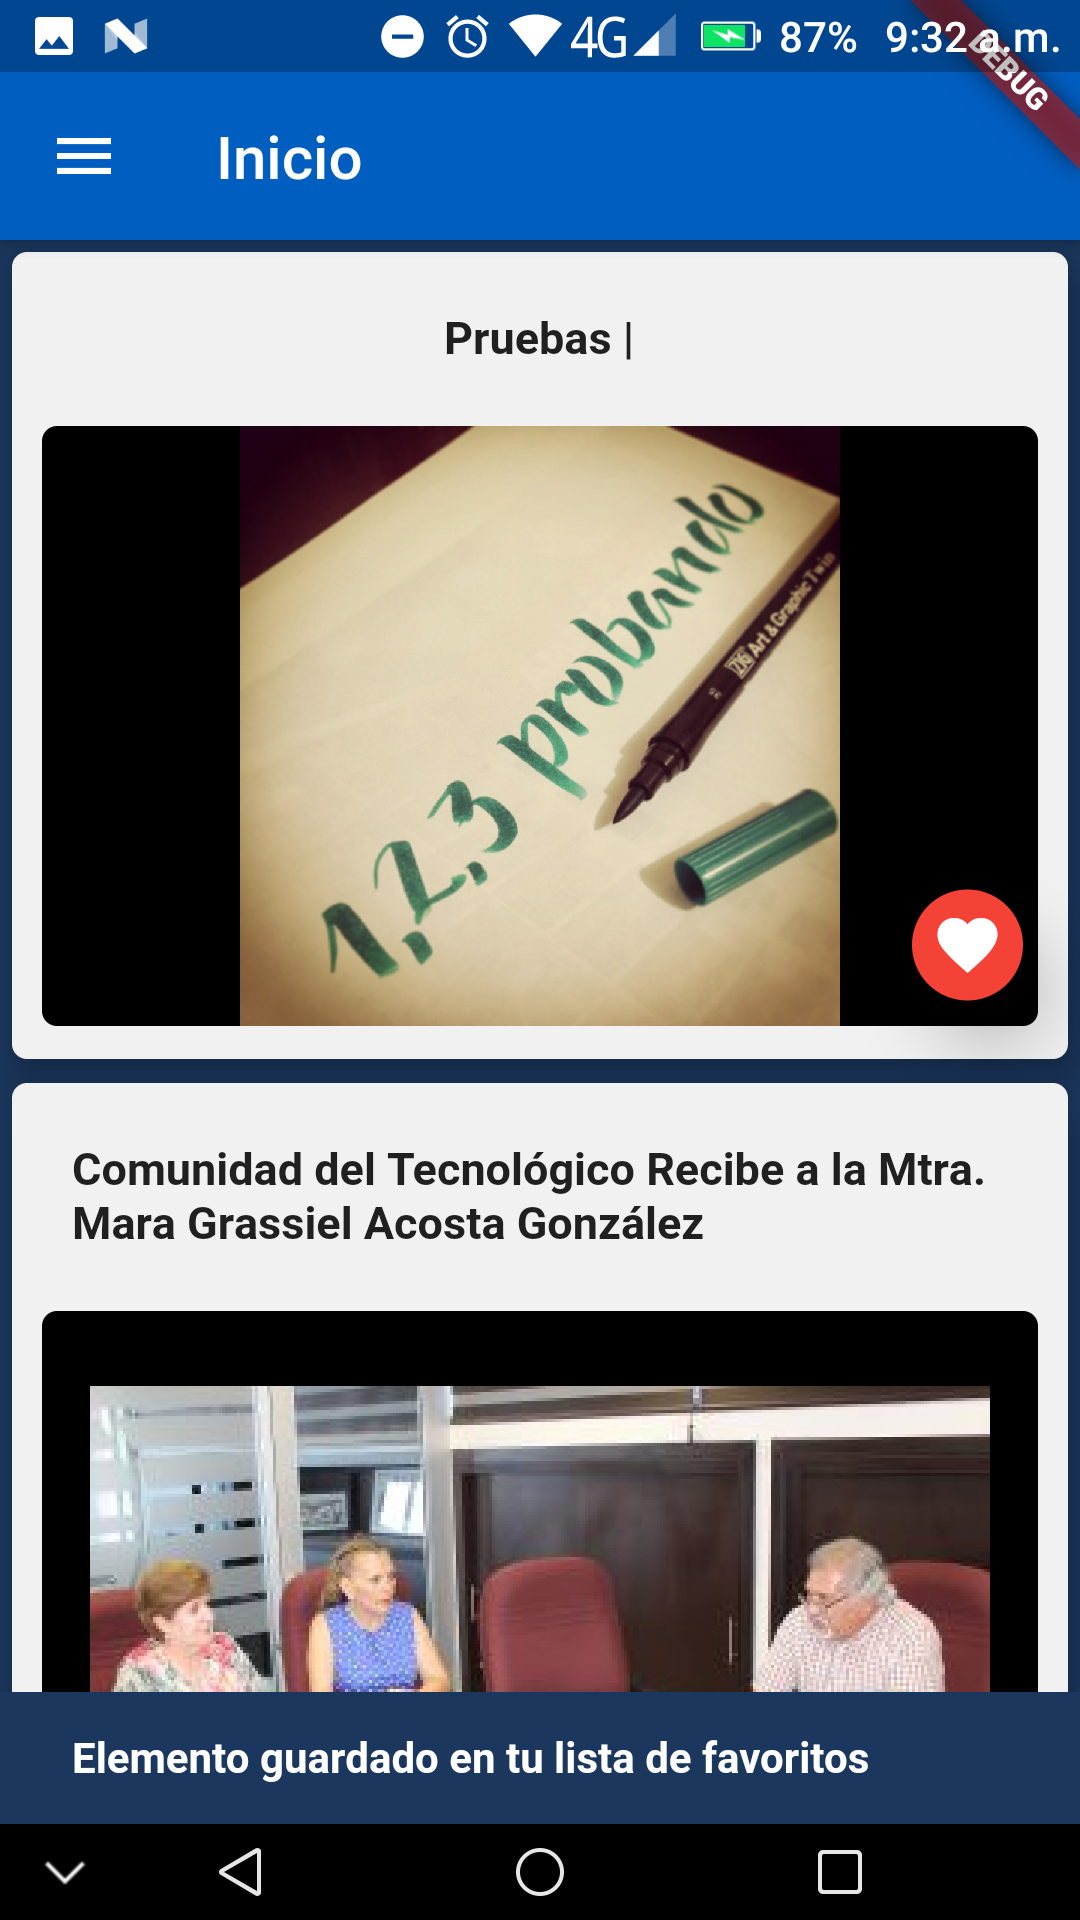 4G 87% 9:32 a.m.
DEBUG
Inicio
Pruebas |
1,2,3 probando
Art & Graphic Twin
Comunidad del Tecnológico Recibe a la Mtra.
Mara Grassiel Acosta González
Elemento guardado en tu lista de favoritos